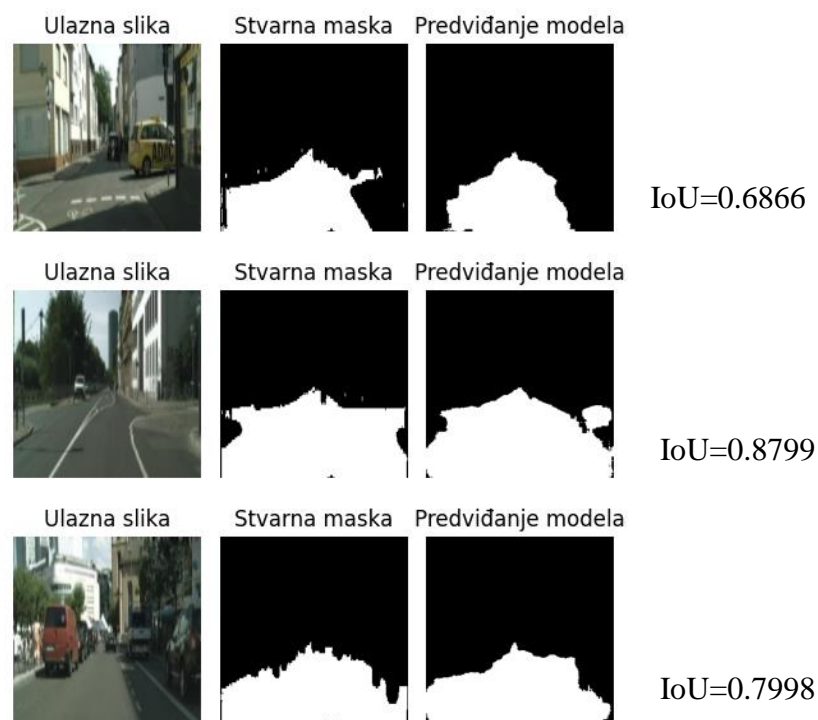 Ulazna slika Stvarna maska Predviđanje modela
ADAC
IoU=0.6866
Ulazna slika Stvarna maska Predviđanje modela
IoU=0.8799
Ulazna slika Stvarna maska Predviđanje modela
IoU=0.7998